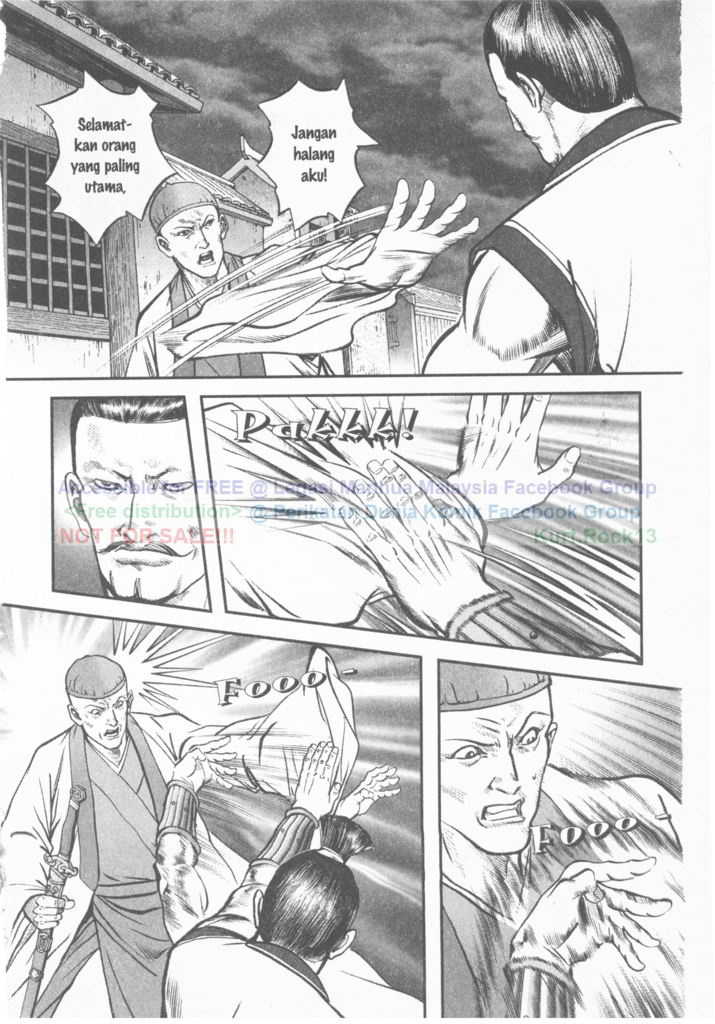 Selamat-
kan orang
yang paling
utama,
Jangan
halang
aku!
Pakkk!
Accessible for FREE @ Legasi Manhua Malaysia Facebook Group
<free distribution> @ Perikatan Dunia Komik Facebook Group
NOT FOR SALE!!! Kuri Rock13
Fooo -
Fooo -